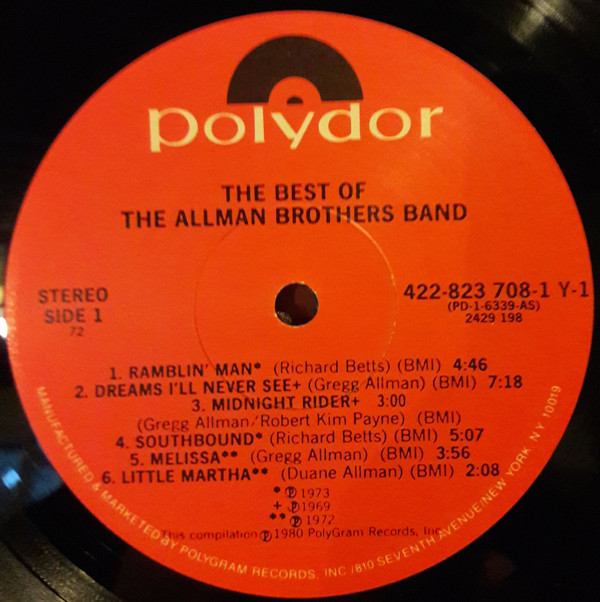 polydor
THE BEST OF
THE ALLMAN BROTHERS BAND
STEREO
SIDE 1
72
422-823 708-1 Y-1
(PD-1-6339-AS)
2429 198
1. RAMBLIN' MAN* (Richard Betts) (BMI) 4:46
2. DREAMS I'LL NEVER SEE+ (Gregg Allman) (BMI) 7:18
3. MIDNIGHT RIDER+ 3:00
(Gregg Allman/Robert Kim Payne) (BMI)
4. SOUTHBOUND* (Richard Betts) (BMI) 5:07
5. MELISSA** (Gregg Allman) (BMI) 3:56
6. LITTLE MARTHA** (Duane Allman) (BMI) 2:08
* ℗ 1973
+ ℗ 1969
** ℗ 1972
This compilation ℗ 1980 PolyGram Records, Inc.
MANUFACTURED & MARKETED BY POLYGRAM RECORDS, INC./810 SEVENTH AVENUE/NEW YORK, N.Y. 10019